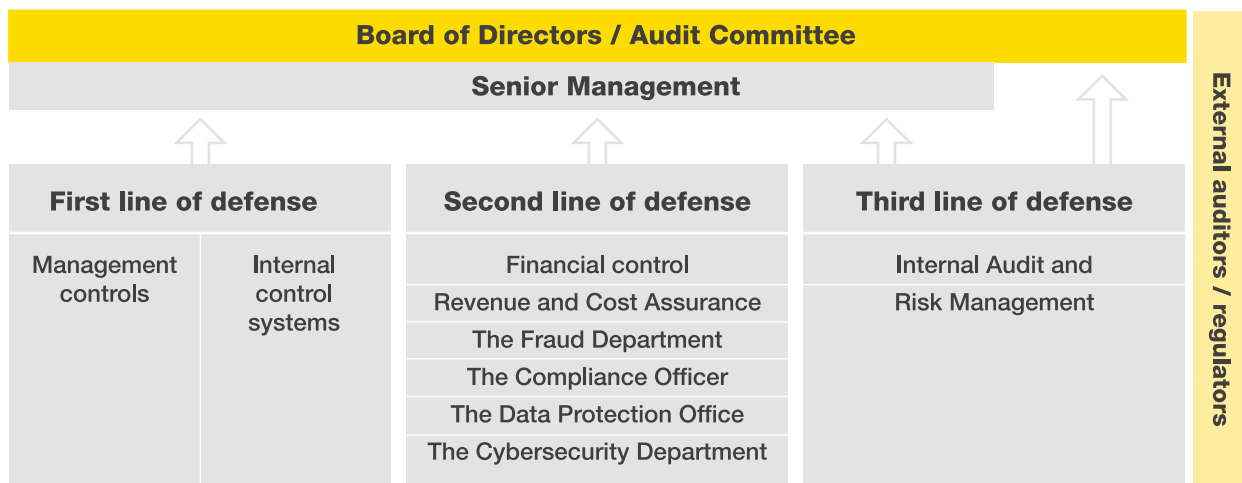 Board of Directors / Audit Committee
Senior Management
First line of defense
Management
controls
Internal
control
systems
Second line of defense
Financial control
Revenue and Cost Assurance
The Fraud Department
The Compliance Officer
The Data Protection Office
The Cybersecurity Department
Third line of defense
Internal Audit and
Risk Management
External auditors / regulators